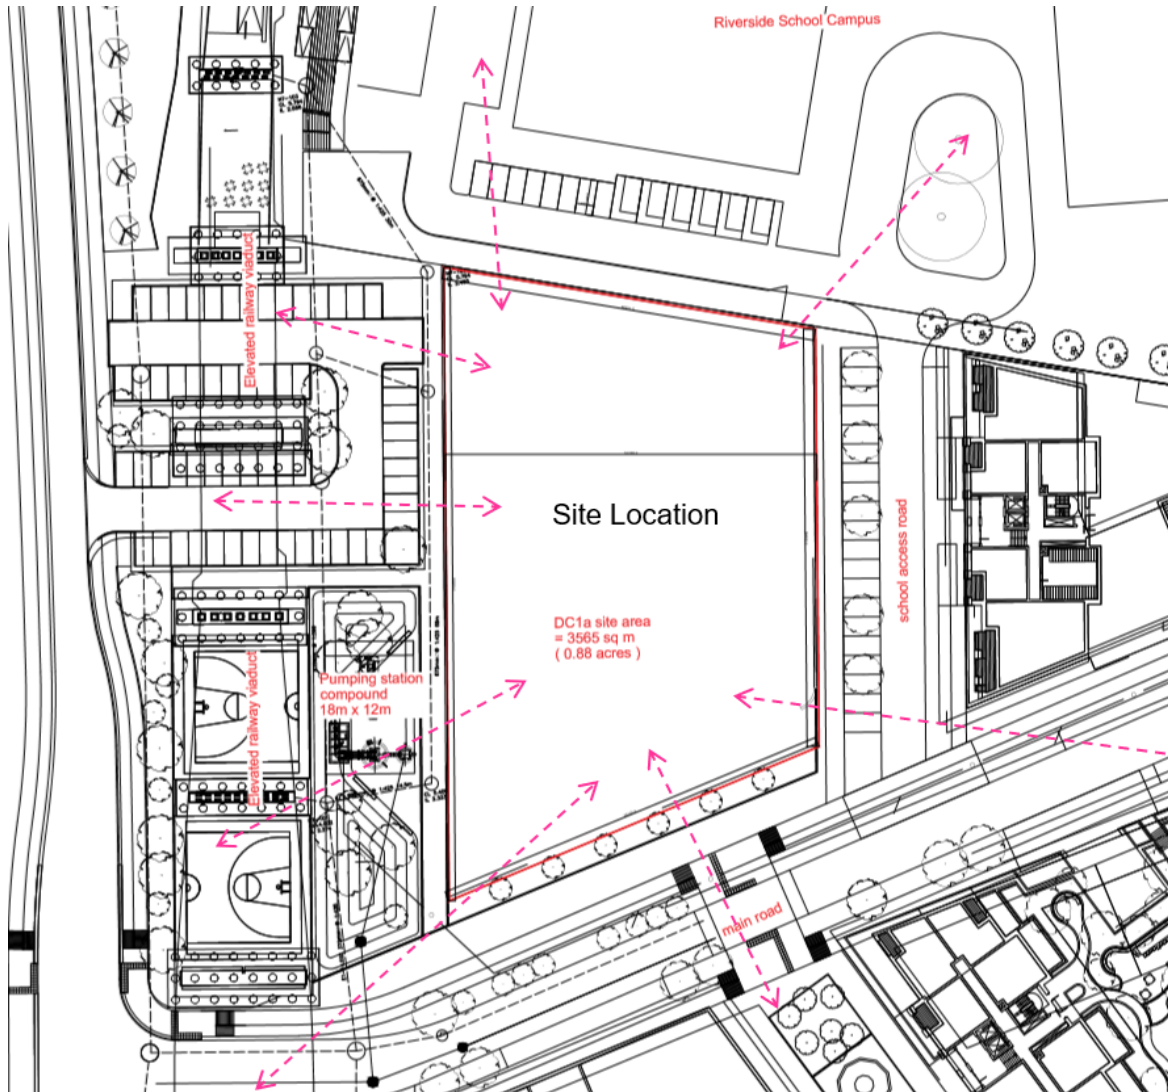 Riverside School Campus
Elevated railway viaduct
Site Location
school access road
DC1a site area
= 3565 sq m
( 0.88 acres )
Pumping station
compound
18m x 12m
Elevated railway viaduct
main road